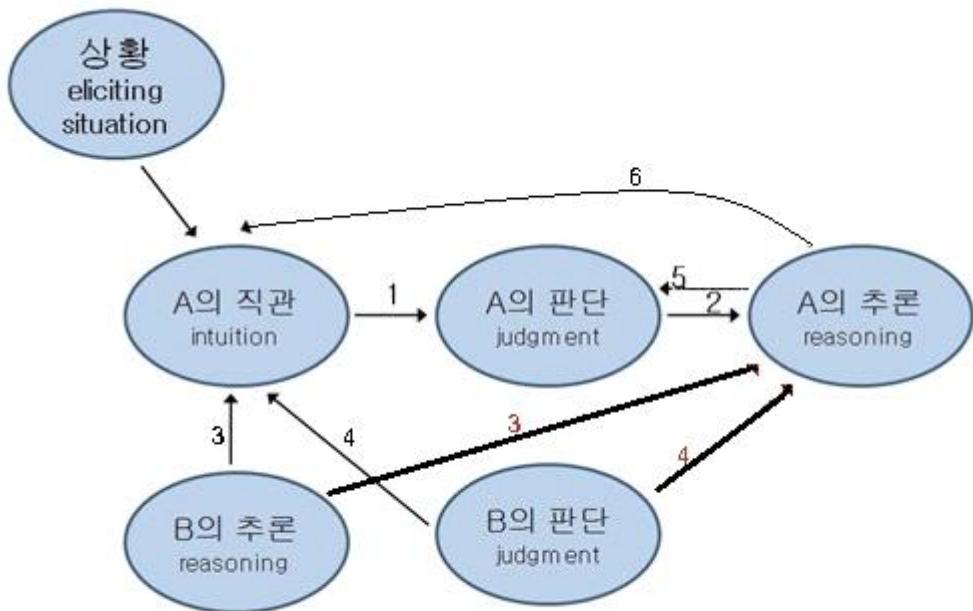 상황
eliciting
situation
6
A의 직관
intuition
1
A의 판단
judgment
5
2
A의 추론
reasoning
3
4
3
4
B의 추론
reasoning
B의 판단
judgment